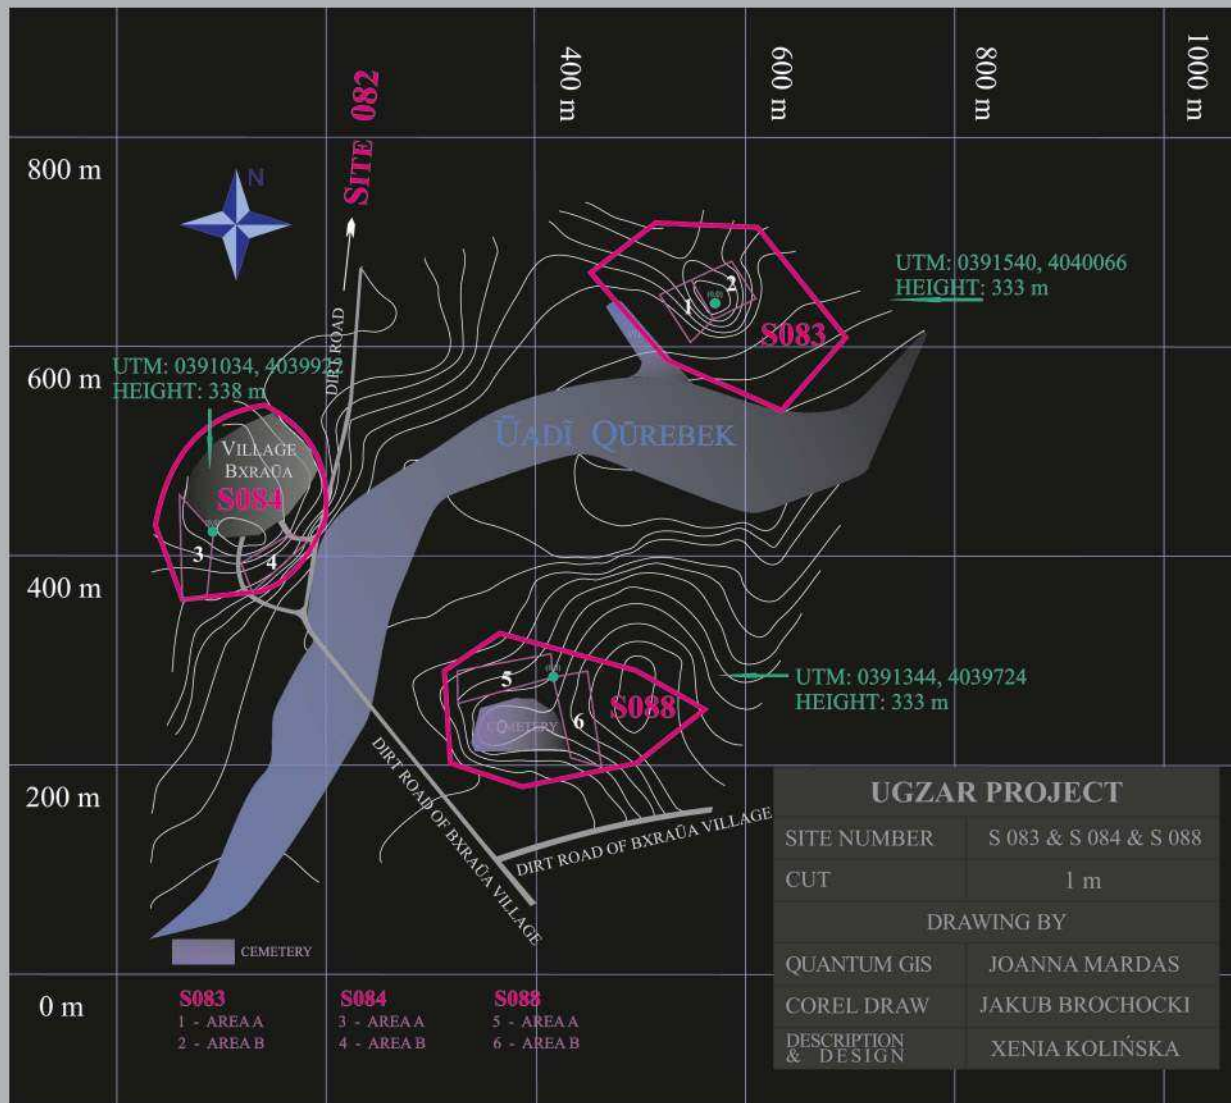 400 m
600 m
800 m
1000 m
SITE 082
800 m
N
UTM: 0391540, 4040066
HEIGHT: 333 m
2
1
S083
600 m
UTM: 0391034, 4039922
HEIGHT: 338 m
DIRT ROAD
ŪADĪ QŪREBEK
VILLAGE
BXRAŪA
S084
3
4
400 m
5
UTM: 0391344, 4039724
HEIGHT: 333 m
S088
CEMETERY
6
DIRT ROAD OF BXRAŪA VILLAGE
DIRT ROAD OF BXRAŪA VILLAGE
200 m
UGZAR PROJECT
SITE NUMBER S 083 & S 084 & S 088
CUT 1 m
DRAWING BY
QUANTUM GIS JOANNA MARDAS
COREL DRAW JAKUB BROCHOCKI
DESCRIPTION
& DESIGN XENIA KOLIŃSKA
CEMETERY
0 m
S083
1 - AREA A
2 - AREA B
S084
3 - AREA A
4 - AREA B
S088
5 - AREA A
6 - AREA B